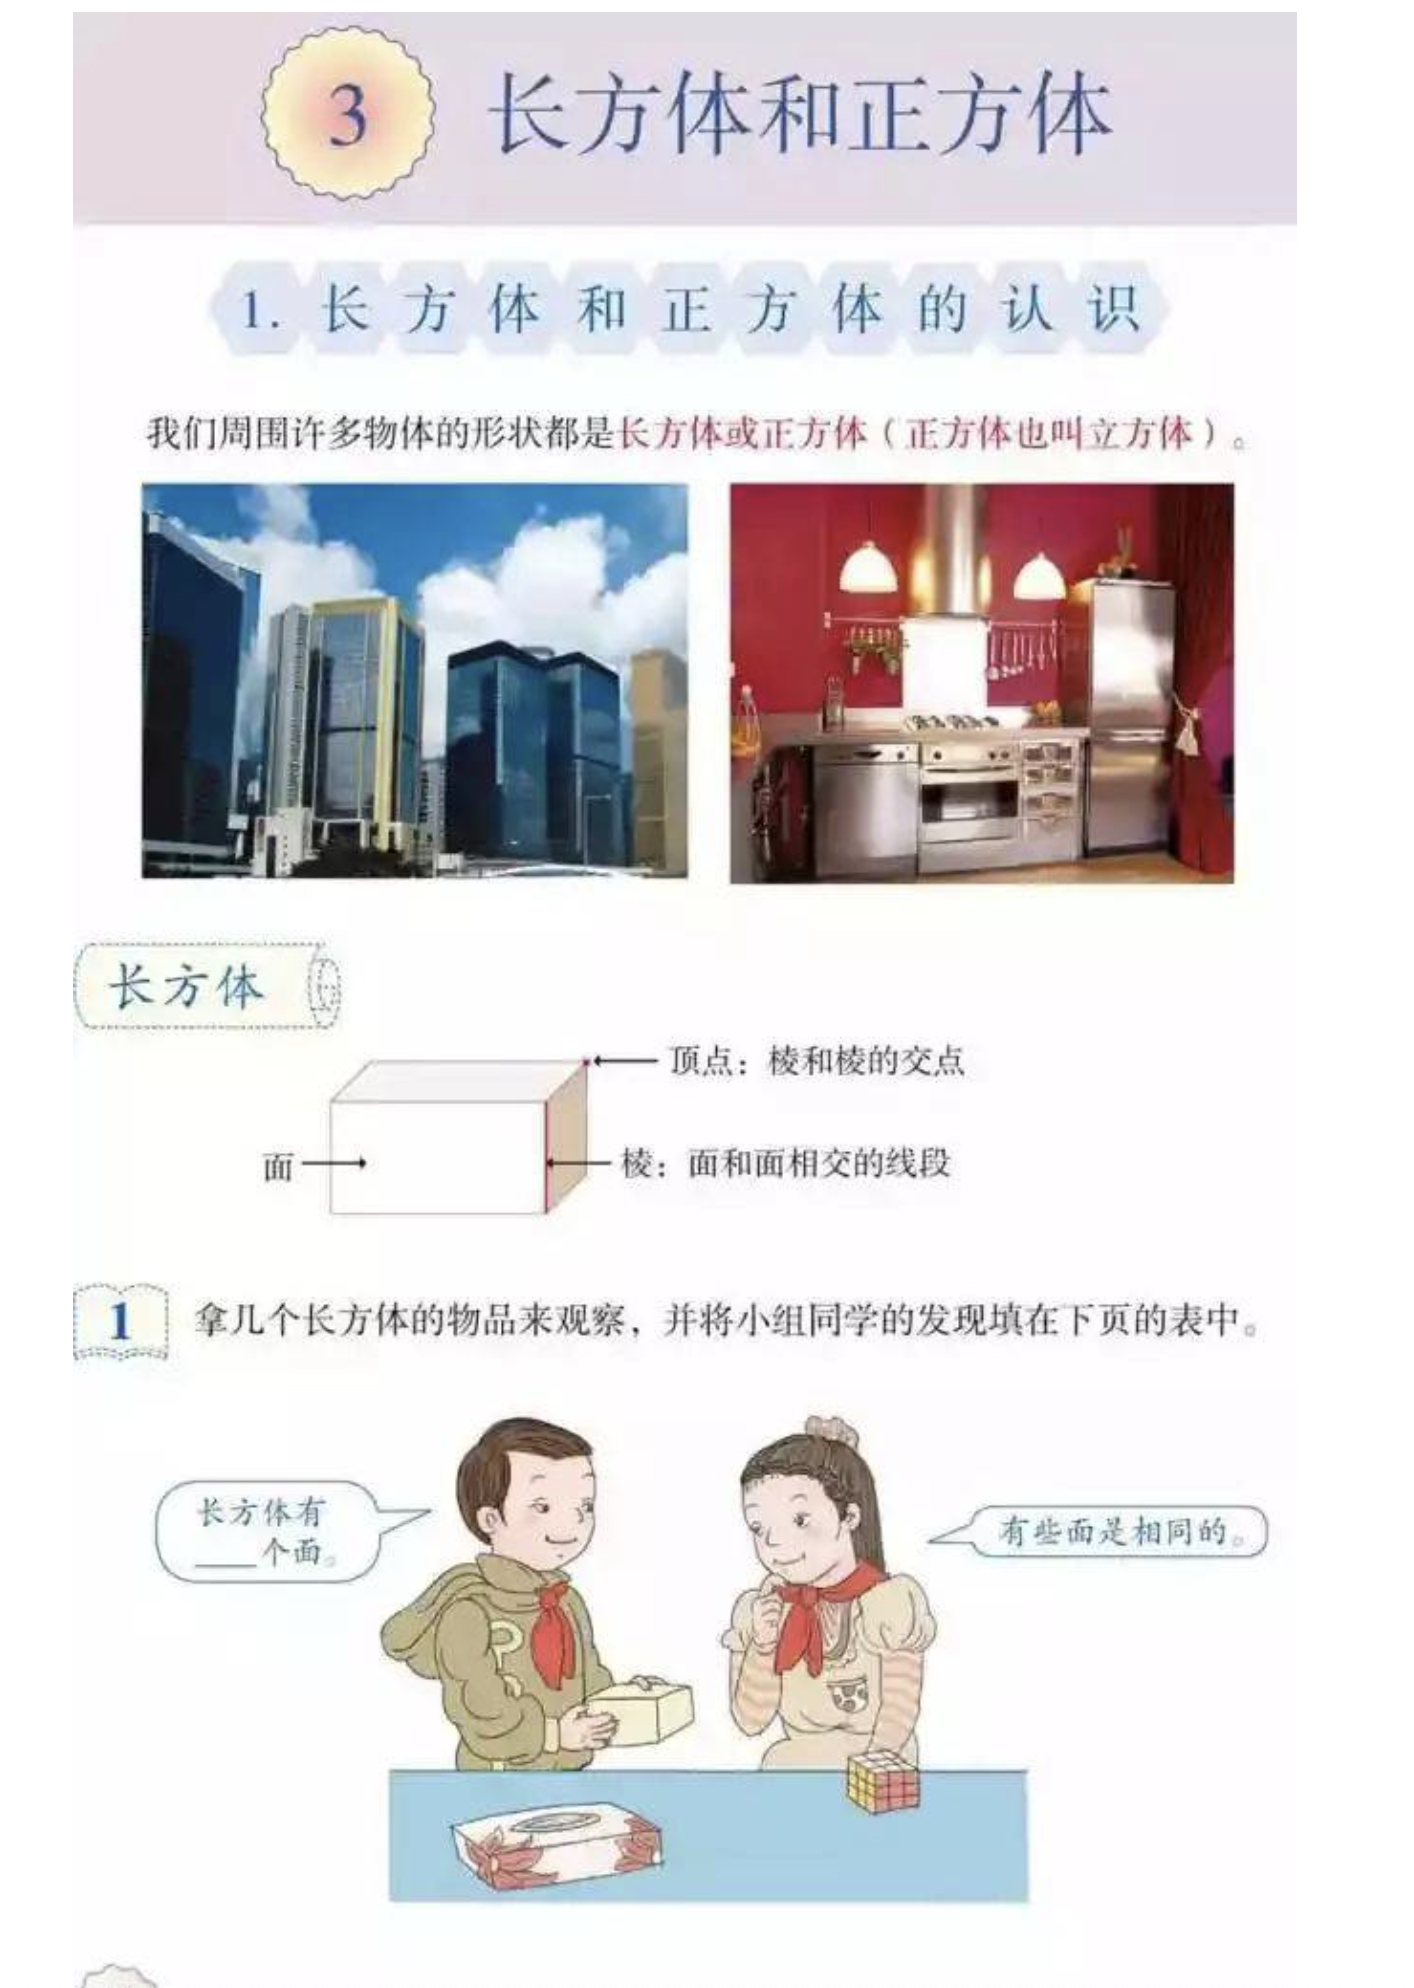 3 长方体和正方体
1. 长方体和正方体的认识
我们周围许多物体的形状都是长方体或正方体（正方体也叫立方体）。
长方体
顶点：棱和棱的交点
面
棱：面和面相交的线段
1 拿几个长方体的物品来观察，并将小组同学的发现填在下页的表中。
长方体有
____个面。
有些面是相同的。